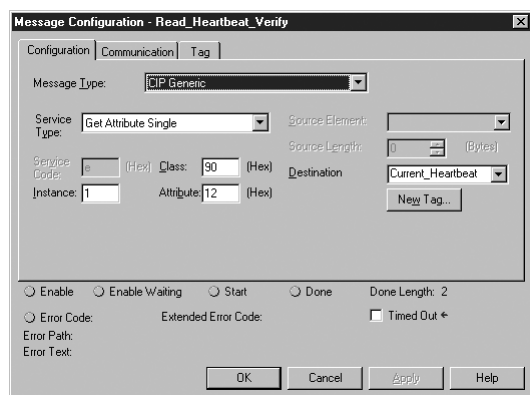 Message Configuration - Read_Heartbeat_Verify
Configuration Communication Tag
Message Type: CIP Generic
Service Type: Get Attribute Single
Source Element:
Source Length: 0 (Bytes)
Service Code: e (Hex) Class: 90 (Hex)
Destination Current_Heartbeat
Instance: 1 Attribute: 12 (Hex)
New Tag...
Enable Enable Waiting Start Done Done Length: 2
Error Code: Extended Error Code: Timed Out ←
Error Path:
Error Text:
OK Cancel Apply Help